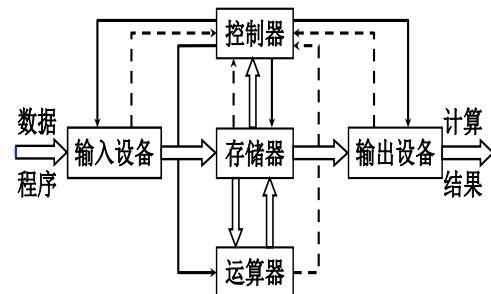 控制器
数据
程序
输入设备
存储器
输出设备
计算
结果
运算器